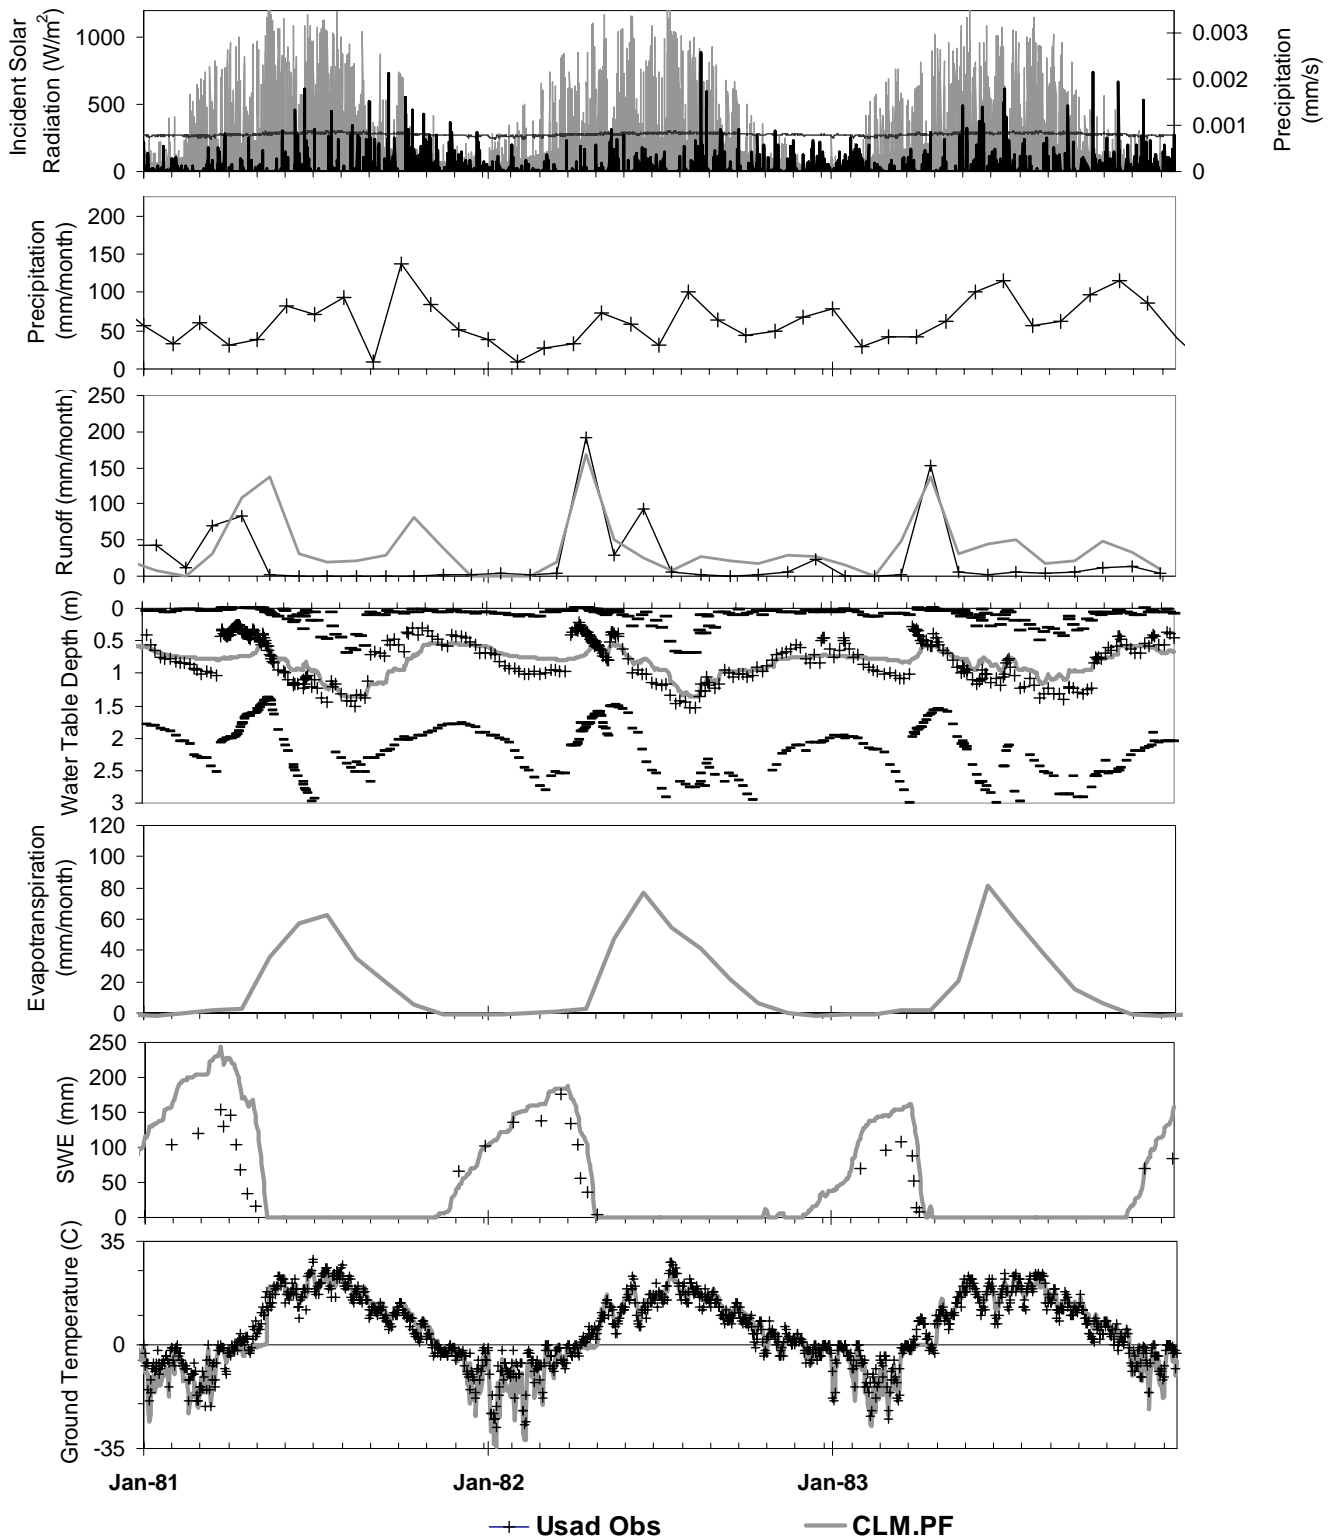 Incident Solar
Radiation (W/m²)
1000
500
0
0.003
0.002
0.001
0
Precipitation
(mm/s)
Precipitation
(mm/month)
200
150
100
50
0
Runoff (mm/month)
250
200
150
100
50
0
Water Table Depth (m)
0
0.5
1
1.5
2
2.5
3
Evapotranspiration
(mm/month)
120
100
80
60
40
20
0
SWE (mm)
250
200
150
100
50
0
Ground Temperature (C)
35
0
-35
Jan-81 Jan-82 Jan-83
Usad Obs CLM.PF